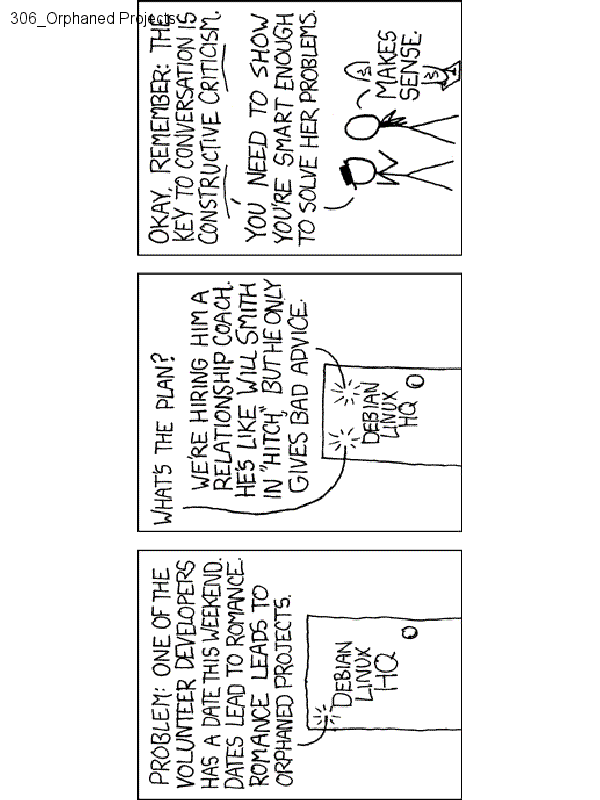 306_Orphaned Projects
PROBLEM: ONE OF THE
VOLUNTEER DEVELOPERS
HAS A DATE THIS WEEKEND.
DATES LEAD TO ROMANCE.
ROMANCE LEADS TO
ORPHANED PROJECTS.
DEBIAN
LINUX
HQ
WHAT'S THE PLAN?
WE'RE HIRING HIM A
RELATIONSHIP COACH.
HE'S LIKE WILL SMITH
IN "HITCH," BUT HE ONLY
GIVES BAD ADVICE.
DEBIAN
LINUX
HQ
OKAY, REMEMBER: THE
KEY TO CONVERSATION IS
CONSTRUCTIVE CRITICISM.
YOU NEED TO SHOW
YOU'RE SMART ENOUGH
TO SOLVE HER PROBLEMS.
MAKES
SENSE.